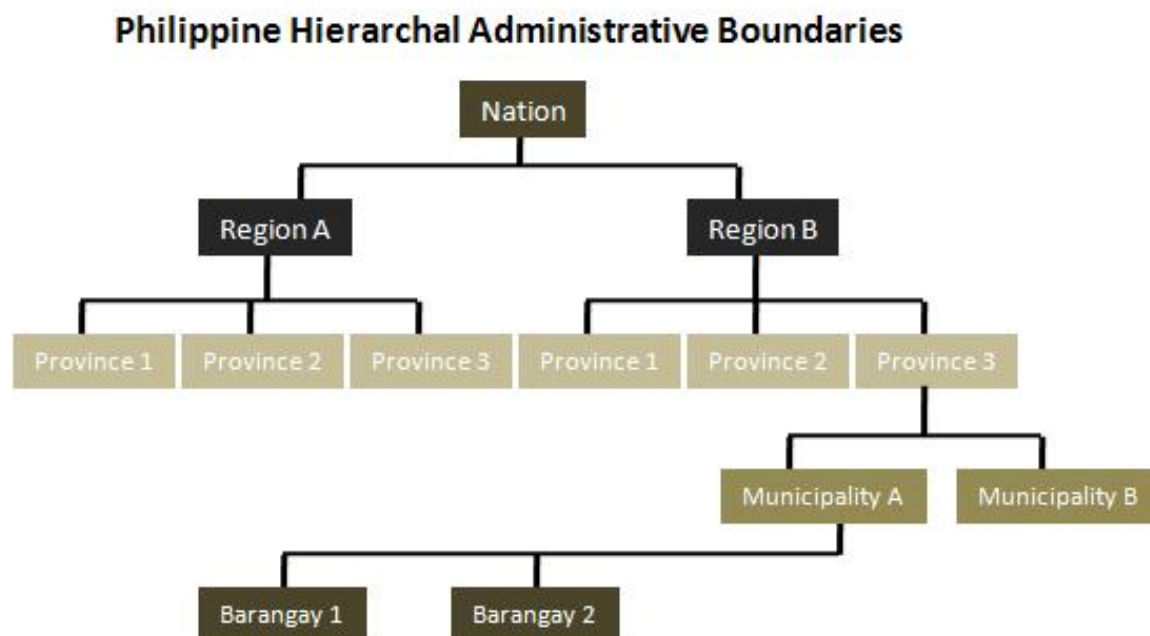 Philippine Hierarchal Administrative Boundaries
Nation
Region A
Region B
Province 1
Province 2
Province 3
Province 1
Province 2
Province 3
Municipality A
Municipality B
Barangay 1
Barangay 2